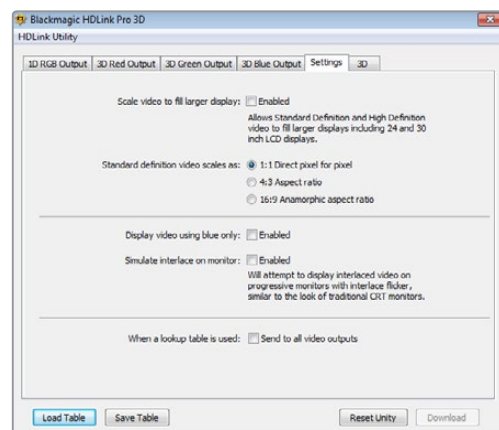 Blackmagic HDLink Pro 3D
HDLink Utility
1D RGB Output 3D Red Output 3D Green Output 3D Blue Output Settings 3D
Scale video to fill larger display: Enabled
Allows Standard Definition and High Definition
video to fill larger displays including 24 and 30
inch LCD displays.
Standard definition video scales as: 1:1 Direct pixel for pixel
4:3 Aspect ratio
16:9 Anamorphic aspect ratio
Display video using blue only: Enabled
Simulate interlace on monitor: Enabled
Will attempt to display interlaced video on
progressive monitors with interlace flicker,
similar to the look of traditional CRT monitors.
When a lookup table is used: Send to all video outputs
Load Table Save Table Reset Unity Download